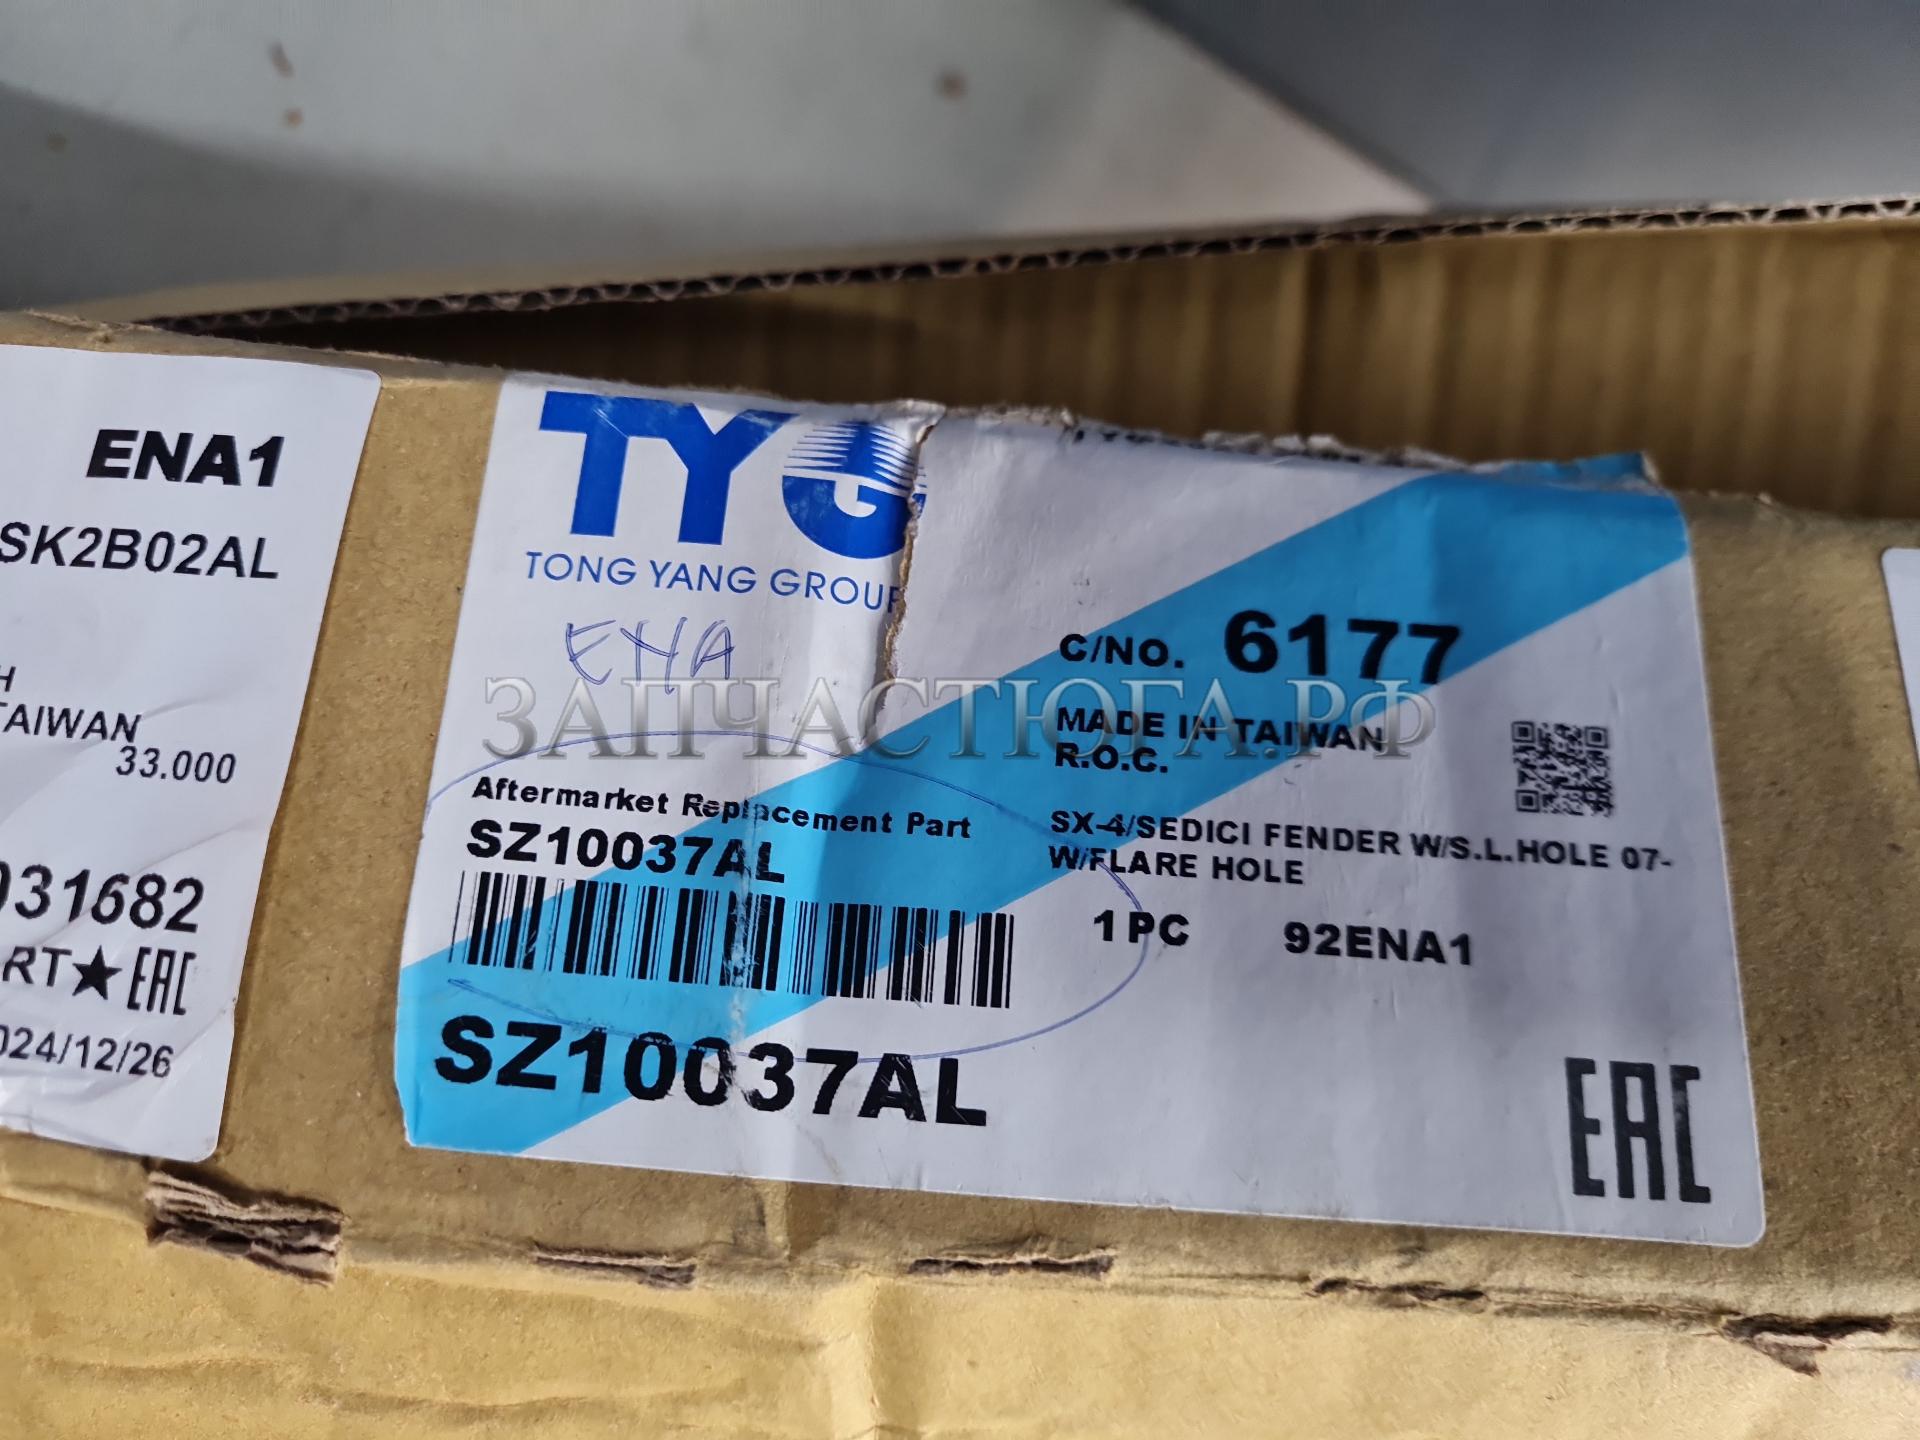 ENA1
SK2B02AL
H
TAIWAN
33.000
031682
RT★EAC
024/12/26
TYG
TONG YANG GROUP
ENA
C/NO. 6177
MADE IN TAIWAN
R.O.C.
ЗАПЧАСТЮГА.РФ
Aftermarket Replacement Part
SZ10037AL
SX-4/SEDICI FENDER W/S.L.HOLE 07-
W/FLARE HOLE
1 PC 92ENA1
SZ10037AL
EAC